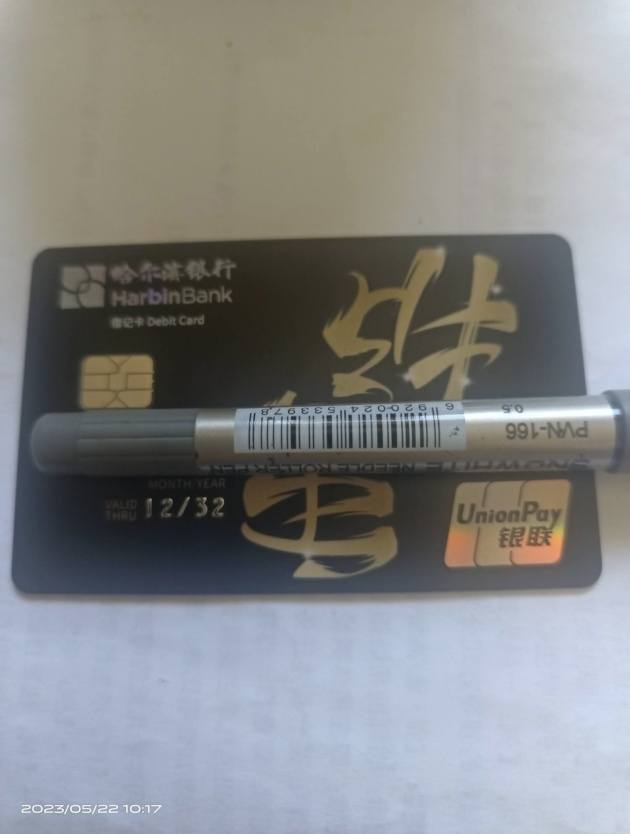 哈尔滨银行
HarbinBank
借记卡 Debit Card
6 920024 533978
0.5
PVN-166
MONTH/YEAR
VALID THRU 12/32
UnionPay
银联
2023/05/22 10:17